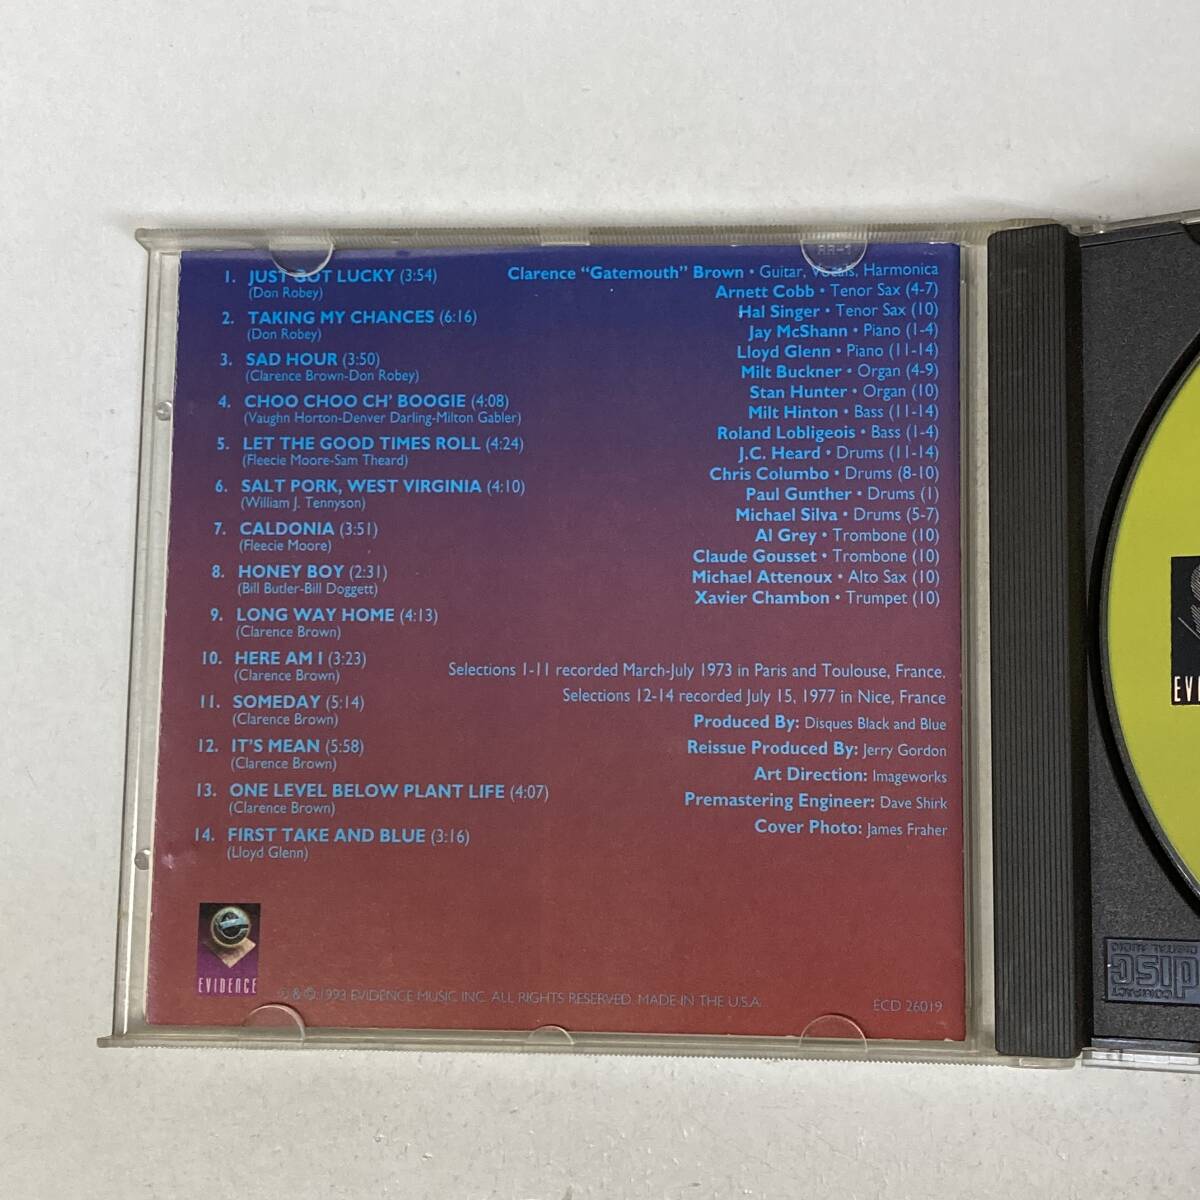 1. JUST GOT LUCKY (3:54)
(Don Robey)
2. TAKING MY CHANCES (6:16)
(Don Robey)
3. SAD HOUR (3:50)
(Clarence Brown-Don Robey)
4. CHOO CHOO CH' BOOGIE (4:08)
(Vaughn Horton-Denver Darling-Milton Gabler)
5. LET THE GOOD TIMES ROLL (4:24)
(Fleecie Moore-Sam Theard)
6. SALT PORK, WEST VIRGINIA (4:10)
(William J. Tennyson)
7. CALDONIA (3:51)
(Fleecie Moore)
8. HONEY BOY (2:31)
(Bill Butler-Bill Doggett)
9. LONG WAY HOME (4:13)
(Clarence Brown)
10. HERE AM I (3:23)
(Clarence Brown)
11. SOMEDAY (5:14)
(Clarence Brown)
12. IT'S MEAN (5:58)
(Clarence Brown)
13. ONE LEVEL BELOW PLANT LIFE (4:07)
(Clarence Brown)
14. FIRST TAKE AND BLUE (3:16)
(Lloyd Glenn)
Clarence "Gatemouth" Brown • Guitar, Vocals, Harmonica
Arnett Cobb • Tenor Sax (4-7)
Hal Singer • Tenor Sax (10)
Jay McShann • Piano (1-4)
Lloyd Glenn • Piano (11-14)
Milt Buckner • Organ (4-9)
Stan Hunter • Organ (10)
Milt Hinton • Bass (11-14)
Roland Lobligeois • Bass (1-4)
J.C. Heard • Drums (11-14)
Chris Columbo • Drums (8-10)
Paul Gunther • Drums (1)
Michael Silva • Drums (5-7)
Al Grey • Trombone (10)
Claude Gousset • Trombone (10)
Michael Attenoux • Alto Sax (10)
Xavier Chambon • Trumpet (10)
Selections 1-11 recorded March-July 1973 in Paris and Toulouse, France.
Selections 12-14 recorded July 15, 1977 in Nice, France
Produced By: Disques Black and Blue
Reissue Produced By: Jerry Gordon
Art Direction: Imageworks
Premastering Engineer: Dave Shirk
Cover Photo: James Fraher
EVIDENCE
℗ & © 1993 EVIDENCE MUSIC INC. ALL RIGHTS RESERVED. MADE IN THE U.S.A.
ECD 26019
RR-1
EVI
COMPACT
disc
DIGITAL AUDIO